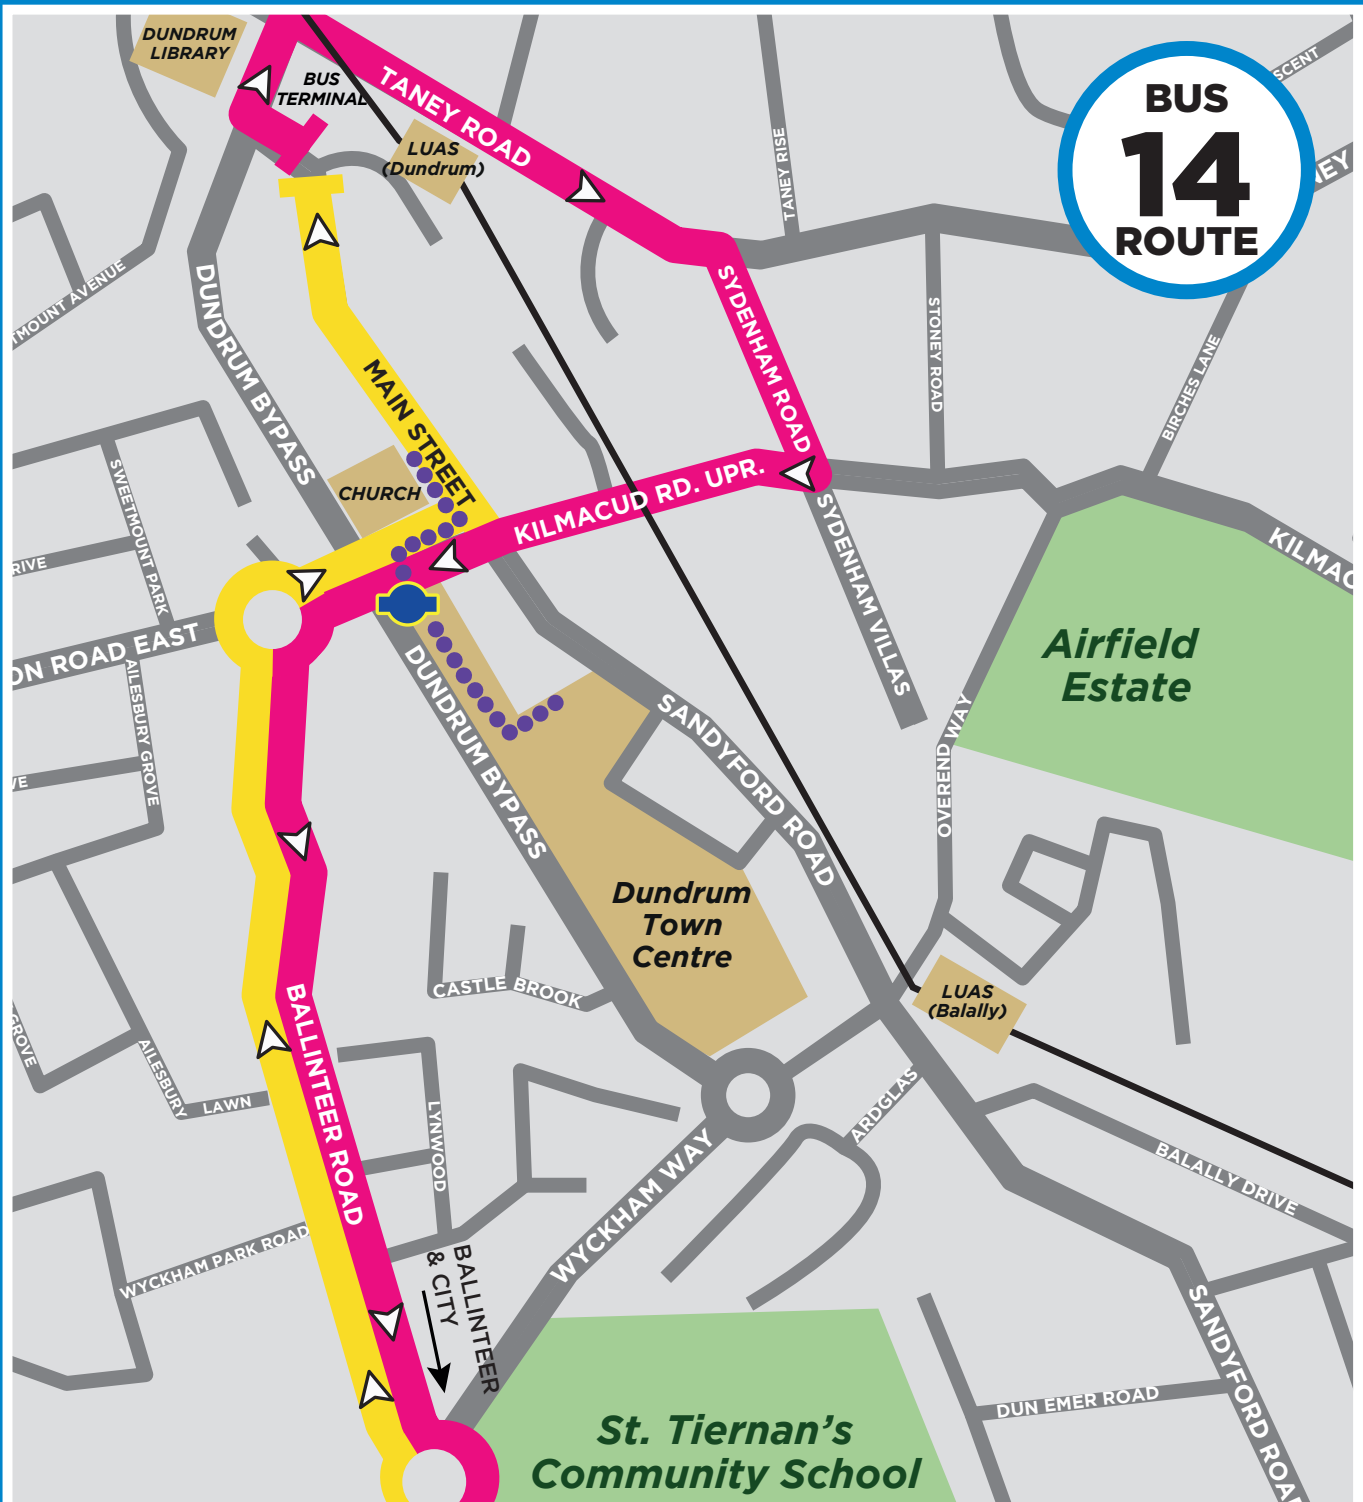 DUNDRUM
LIBRARY
BUS
TERMINAL
TANEY ROAD
LUAS
(Dundrum)
TANEY RISE
SCENT
BUS
14
ROUTE
NEY
TMOUNT AVENUE
DUNDRUM BYPASS
MAIN STREET
SYDENHAM ROAD
STONEY ROAD
BIRCHES LANE
CHURCH
KILMACUD RD. UPR.
SWEETMOUNT PARK
SYDENHAM VILLAS
KILMAC
RIVE
ON ROAD EAST
AILESBURY GROVE
VE
Airfield
Estate
DUNDRUM BYPASS
SANDYFORD ROAD
OVEREND WAY
Dundrum
Town
Centre
CASTLE BROOK
LUAS
(Balally)
GROVE
AILESBURY
LAWN
BALLINTEER ROAD
LYNWOOD
ARDGLAS
WYCKHAM WAY
BALALLY DRIVE
WYCKHAM PARK ROAD
BALLINTEER
& CITY
SANDYFORD ROA
DUN EMER ROAD
St. Tiernan's
Community School